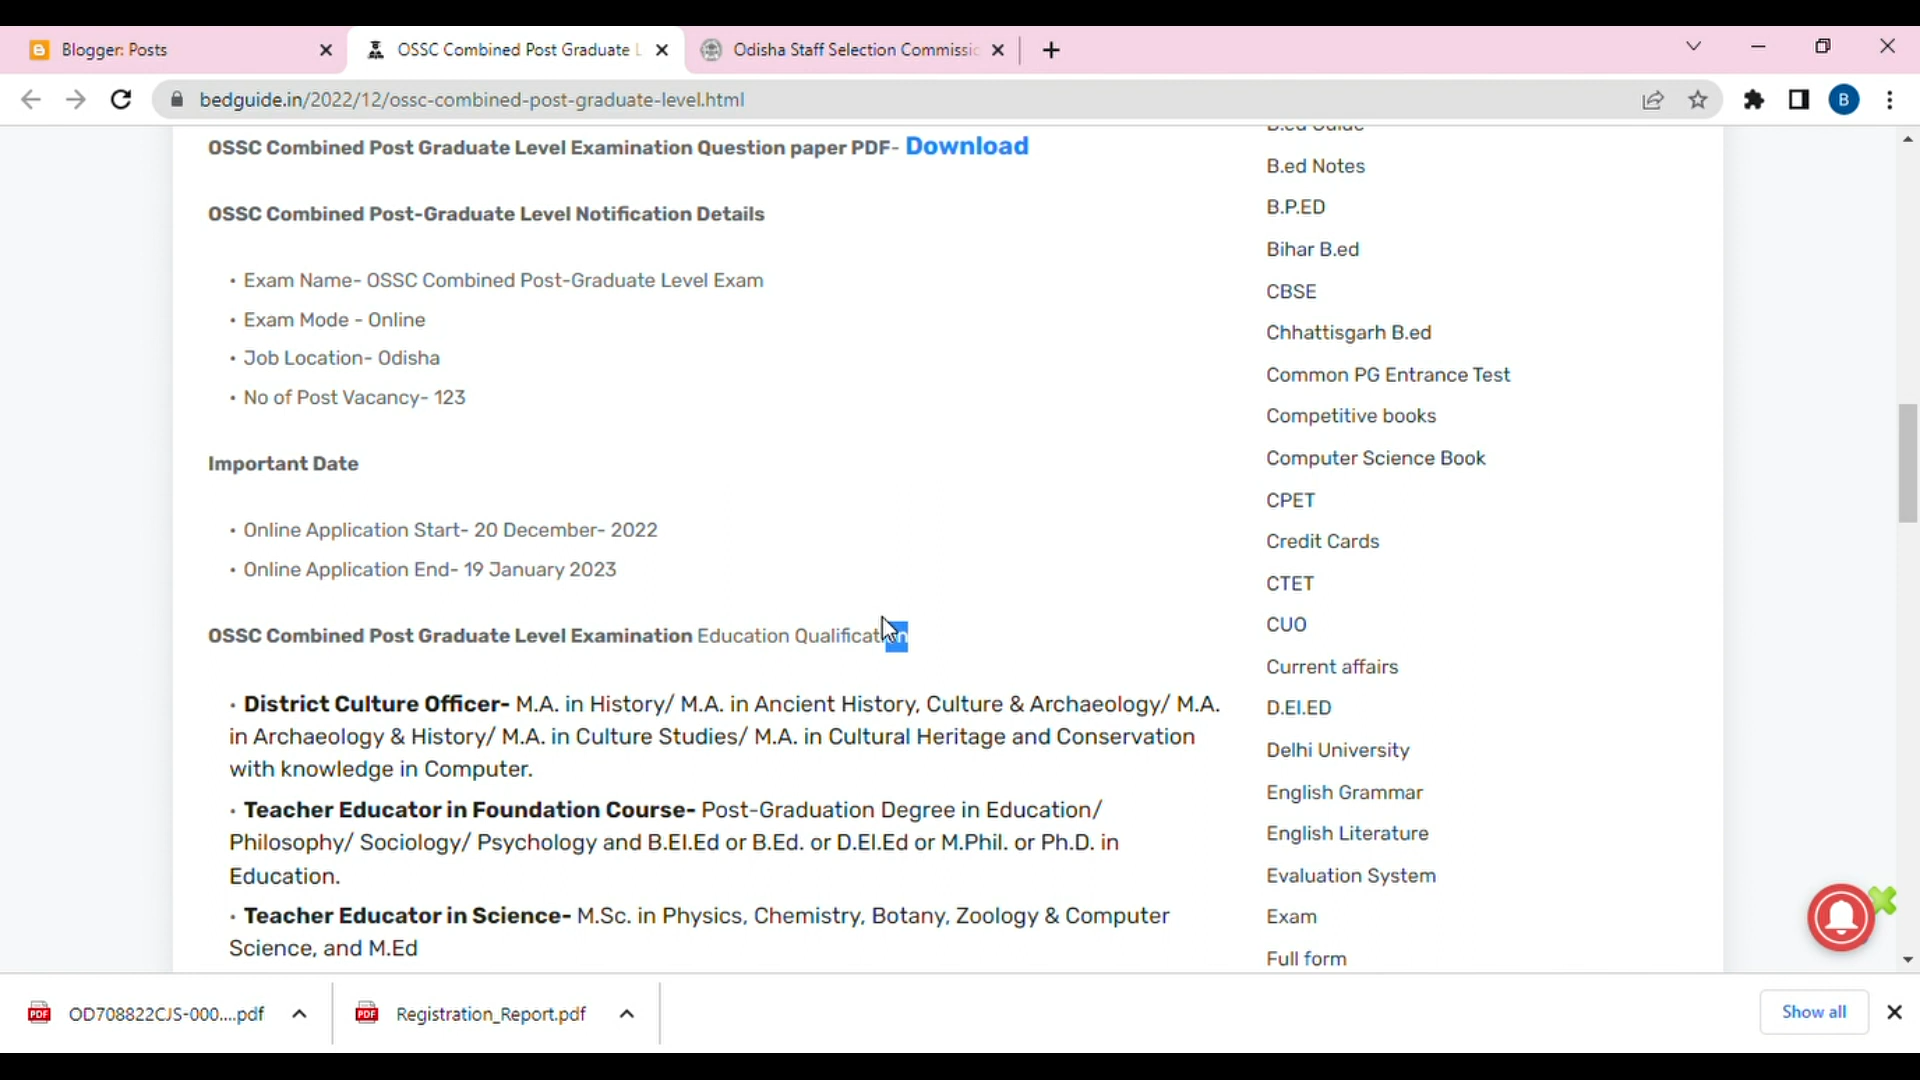 Blogger: Posts
OSSC Combined Post Graduate L
Odisha Staff Selection Commissic
bedguide.in/2022/12/ossc-combined-post-graduate-level.html
B
OSSC Combined Post Graduate Level Examination Question paper PDF- Download
OSSC Combined Post-Graduate Level Notification Details
• Exam Name- OSSC Combined Post-Graduate Level Exam
• Exam Mode - Online
• Job Location- Odisha
• No of Post Vacancy- 123
Important Date
• Online Application Start- 20 December- 2022
• Online Application End- 19 January 2023
OSSC Combined Post Graduate Level Examination Education Qualification
• District Culture Officer- M.A. in History/ M.A. in Ancient History, Culture & Archaeology/ M.A.
in Archaeology & History/ M.A. in Culture Studies/ M.A. in Cultural Heritage and Conservation
with knowledge in Computer.
• Teacher Educator in Foundation Course- Post-Graduation Degree in Education/
Philosophy/ Sociology/ Psychology and B.El.Ed or B.Ed. or D.El.Ed or M.Phil. or Ph.D. in
Education.
• Teacher Educator in Science- M.Sc. in Physics, Chemistry, Botany, Zoology & Computer
Science, and M.Ed
B.ed Guide
B.ed Notes
B.P.ED
Bihar B.ed
CBSE
Chhattisgarh B.ed
Common PG Entrance Test
Competitive books
Computer Science Book
CPET
Credit Cards
CTET
CUO
Current affairs
D.El.ED
Delhi University
English Grammar
English Literature
Evaluation System
Exam
Full form
PDF OD708822CJS-000....pdf
PDF Registration_Report.pdf
Show all